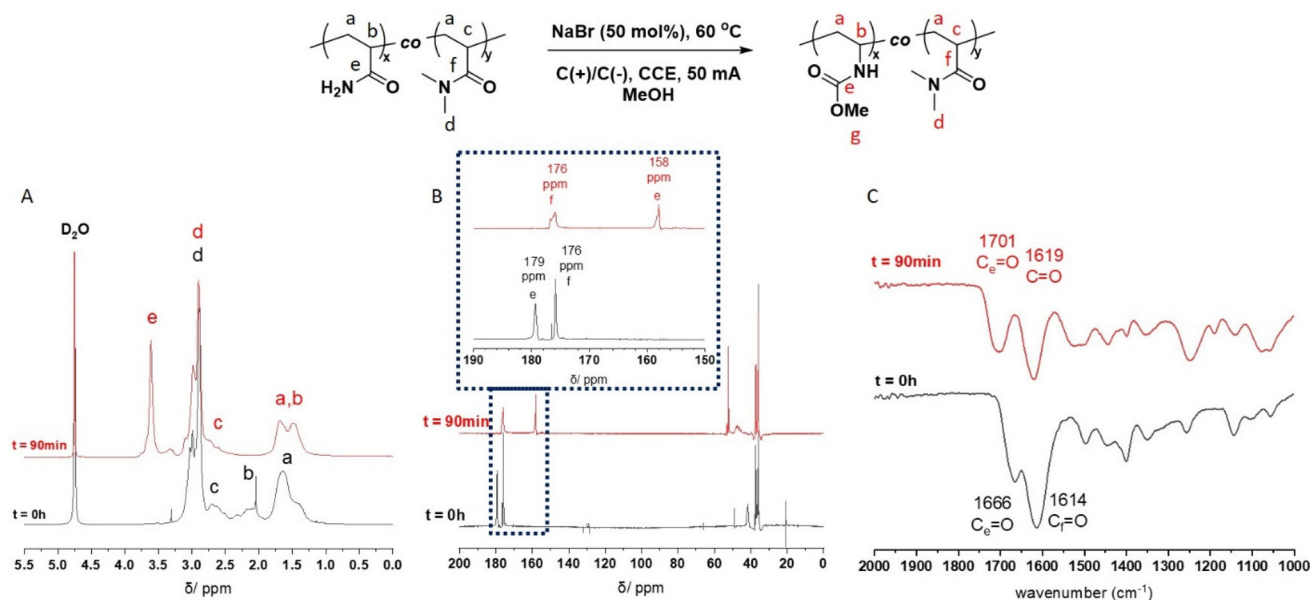 a
b
a
c
co
x
y
e
f
H2N
O
N
O
d
NaBr (50 mol%), 60 °C
C(+)/C(-), CCE, 50 mA
MeOH
a
b
a
c
co
x
y
f
O
NH
e
N
O
OMe
g
d
A
D2O
d
d
e
c
a,b
t = 90min
c
b
a
t = 0h
5.5 5.0 4.5 4.0 3.5 3.0 2.5 2.0 1.5 1.0 0.5 0.0
δ/ ppm
B
176
ppm
f
158
ppm
e
179
ppm
e
176
ppm
f
190 180 170 160 150
δ/ ppm
t = 90min
t = 0h
200 180 160 140 120 100 80 60 40 20 0
δ/ ppm
C
1701
Ce=O
1619
C=O
t = 90min
t = 0h
1666
Ce=O
1614
Cf=O
2000 1900 1800 1700 1600 1500 1400 1300 1200 1100 1000
wavenumber (cm-1)